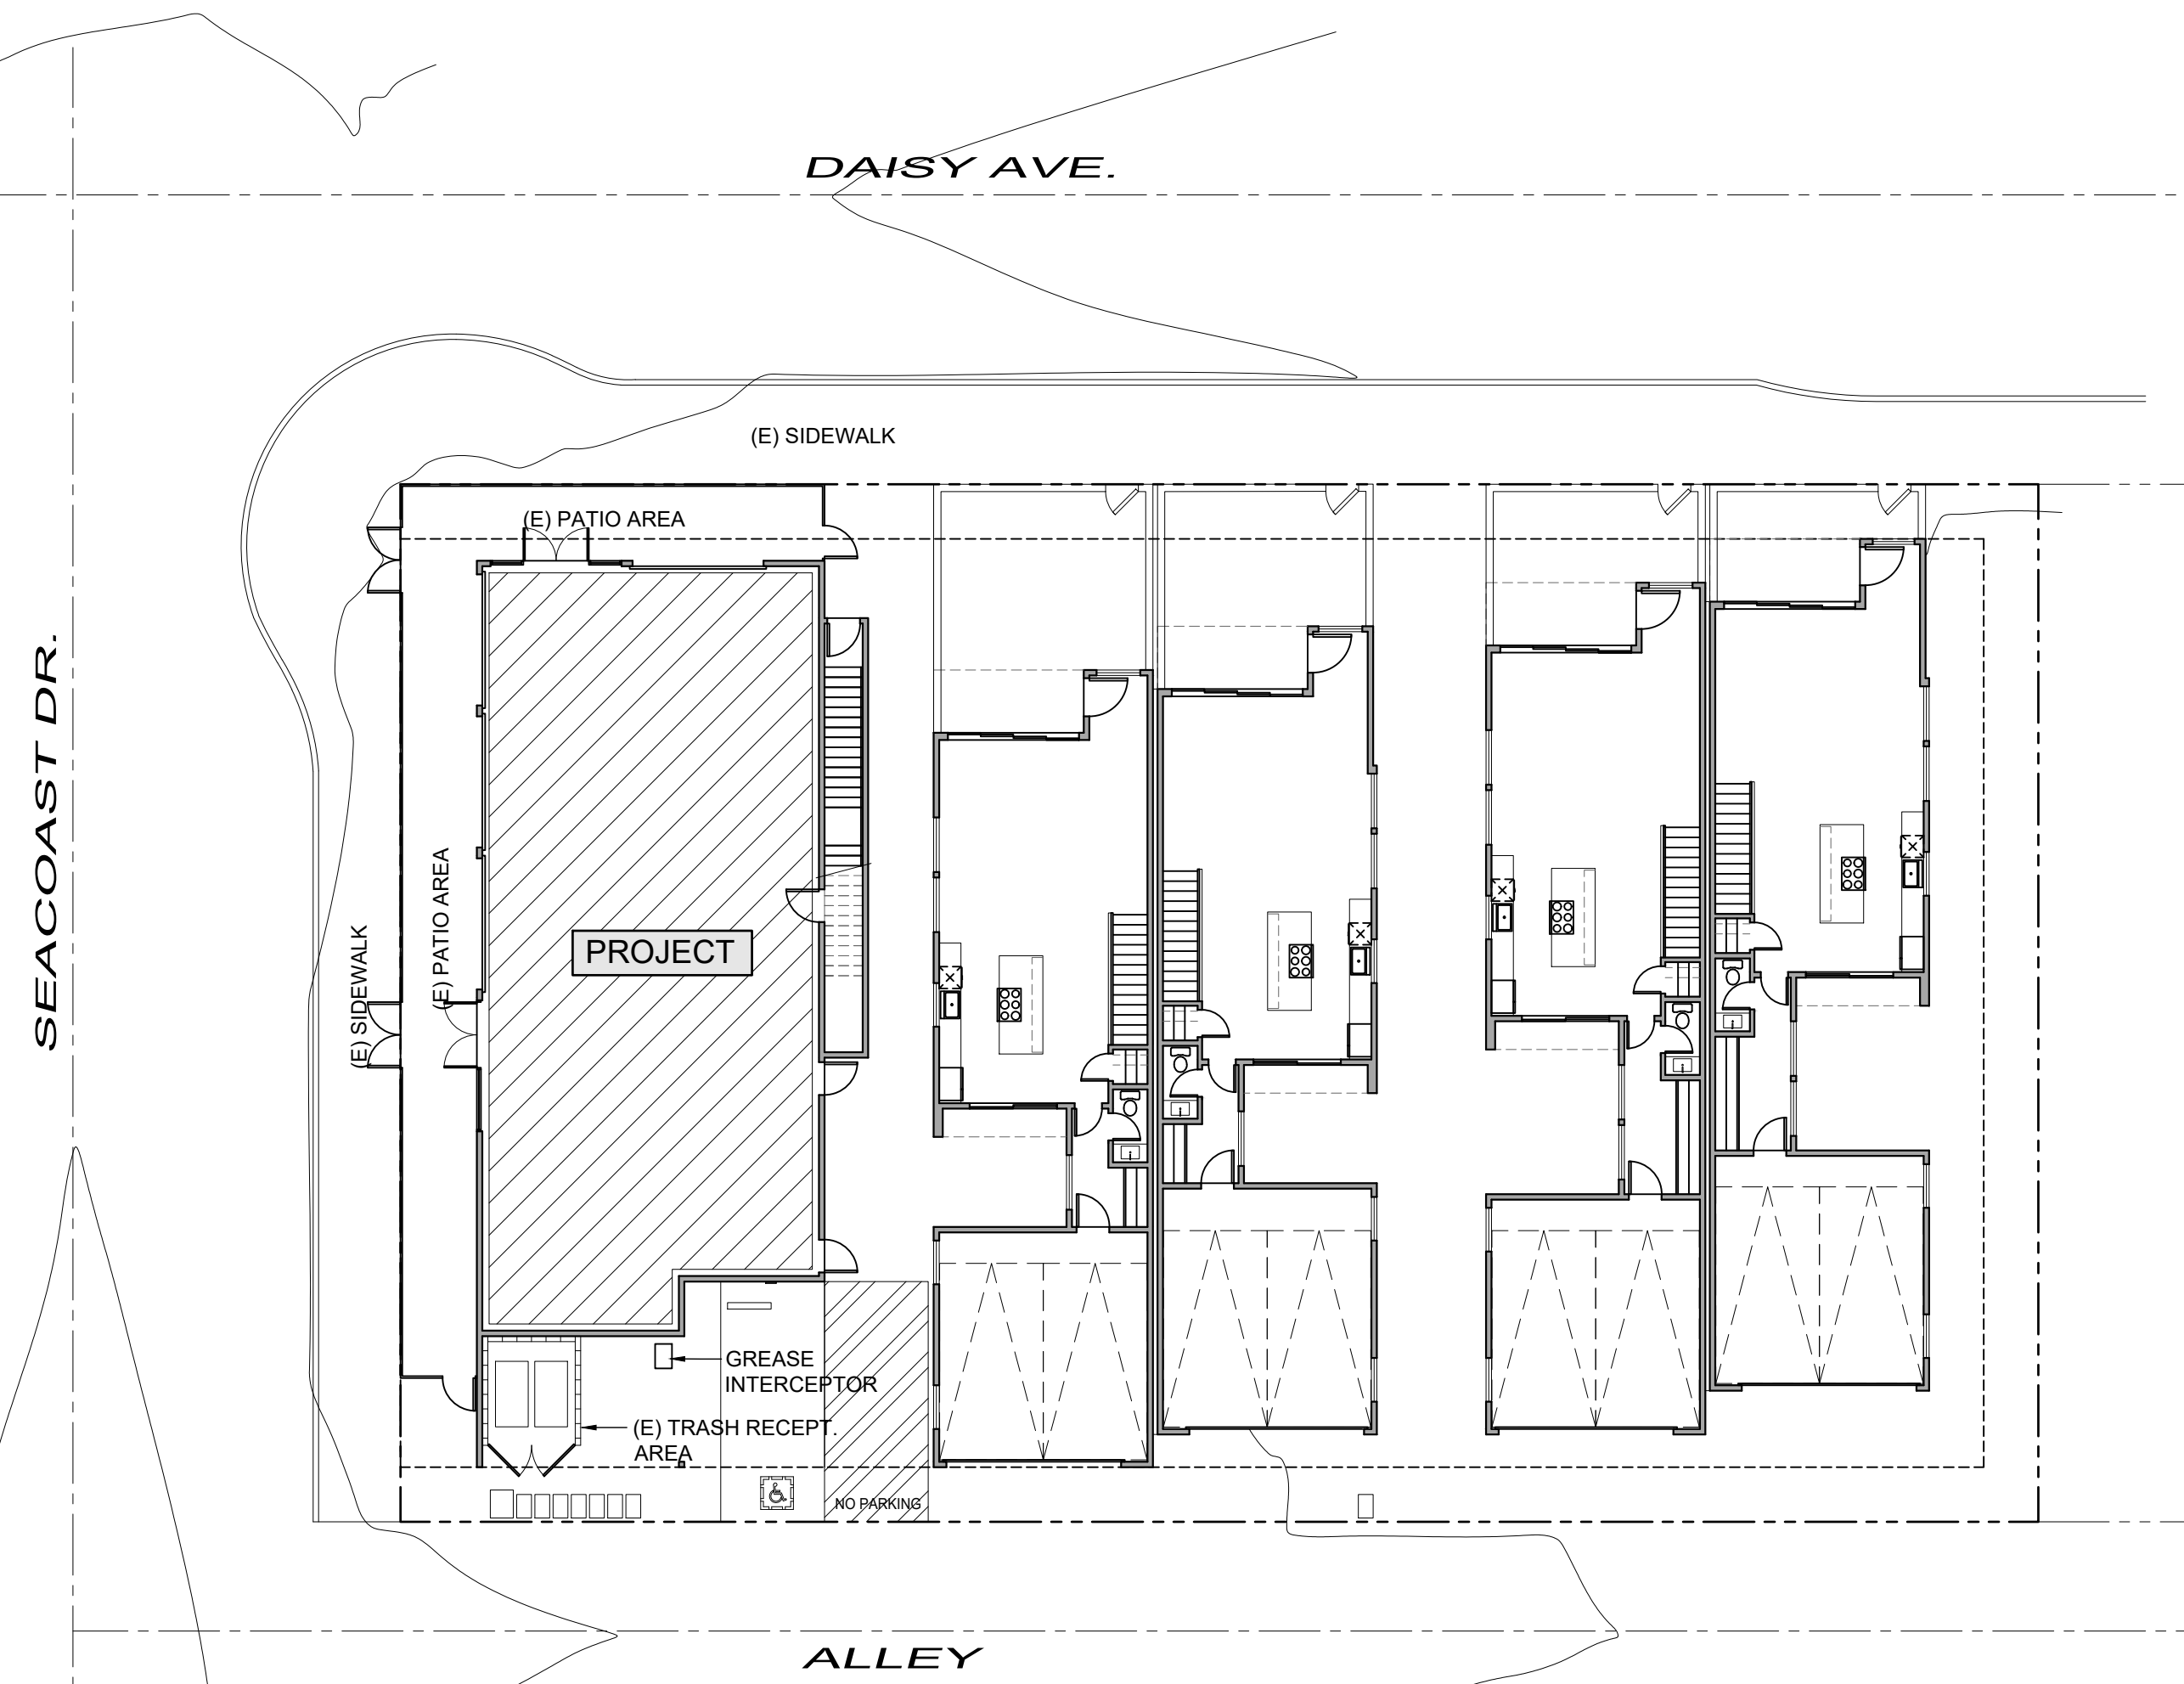 DAISY AVE.
(E) SIDEWALK
(E) PATIO AREA
SEACOAST DR.
(E) SIDEWALK
(E) PATIO AREA
PROJECT
GREASE
INTERCEPTOR
(E) TRASH RECEPT.
AREA
NO PARKING
ALLEY